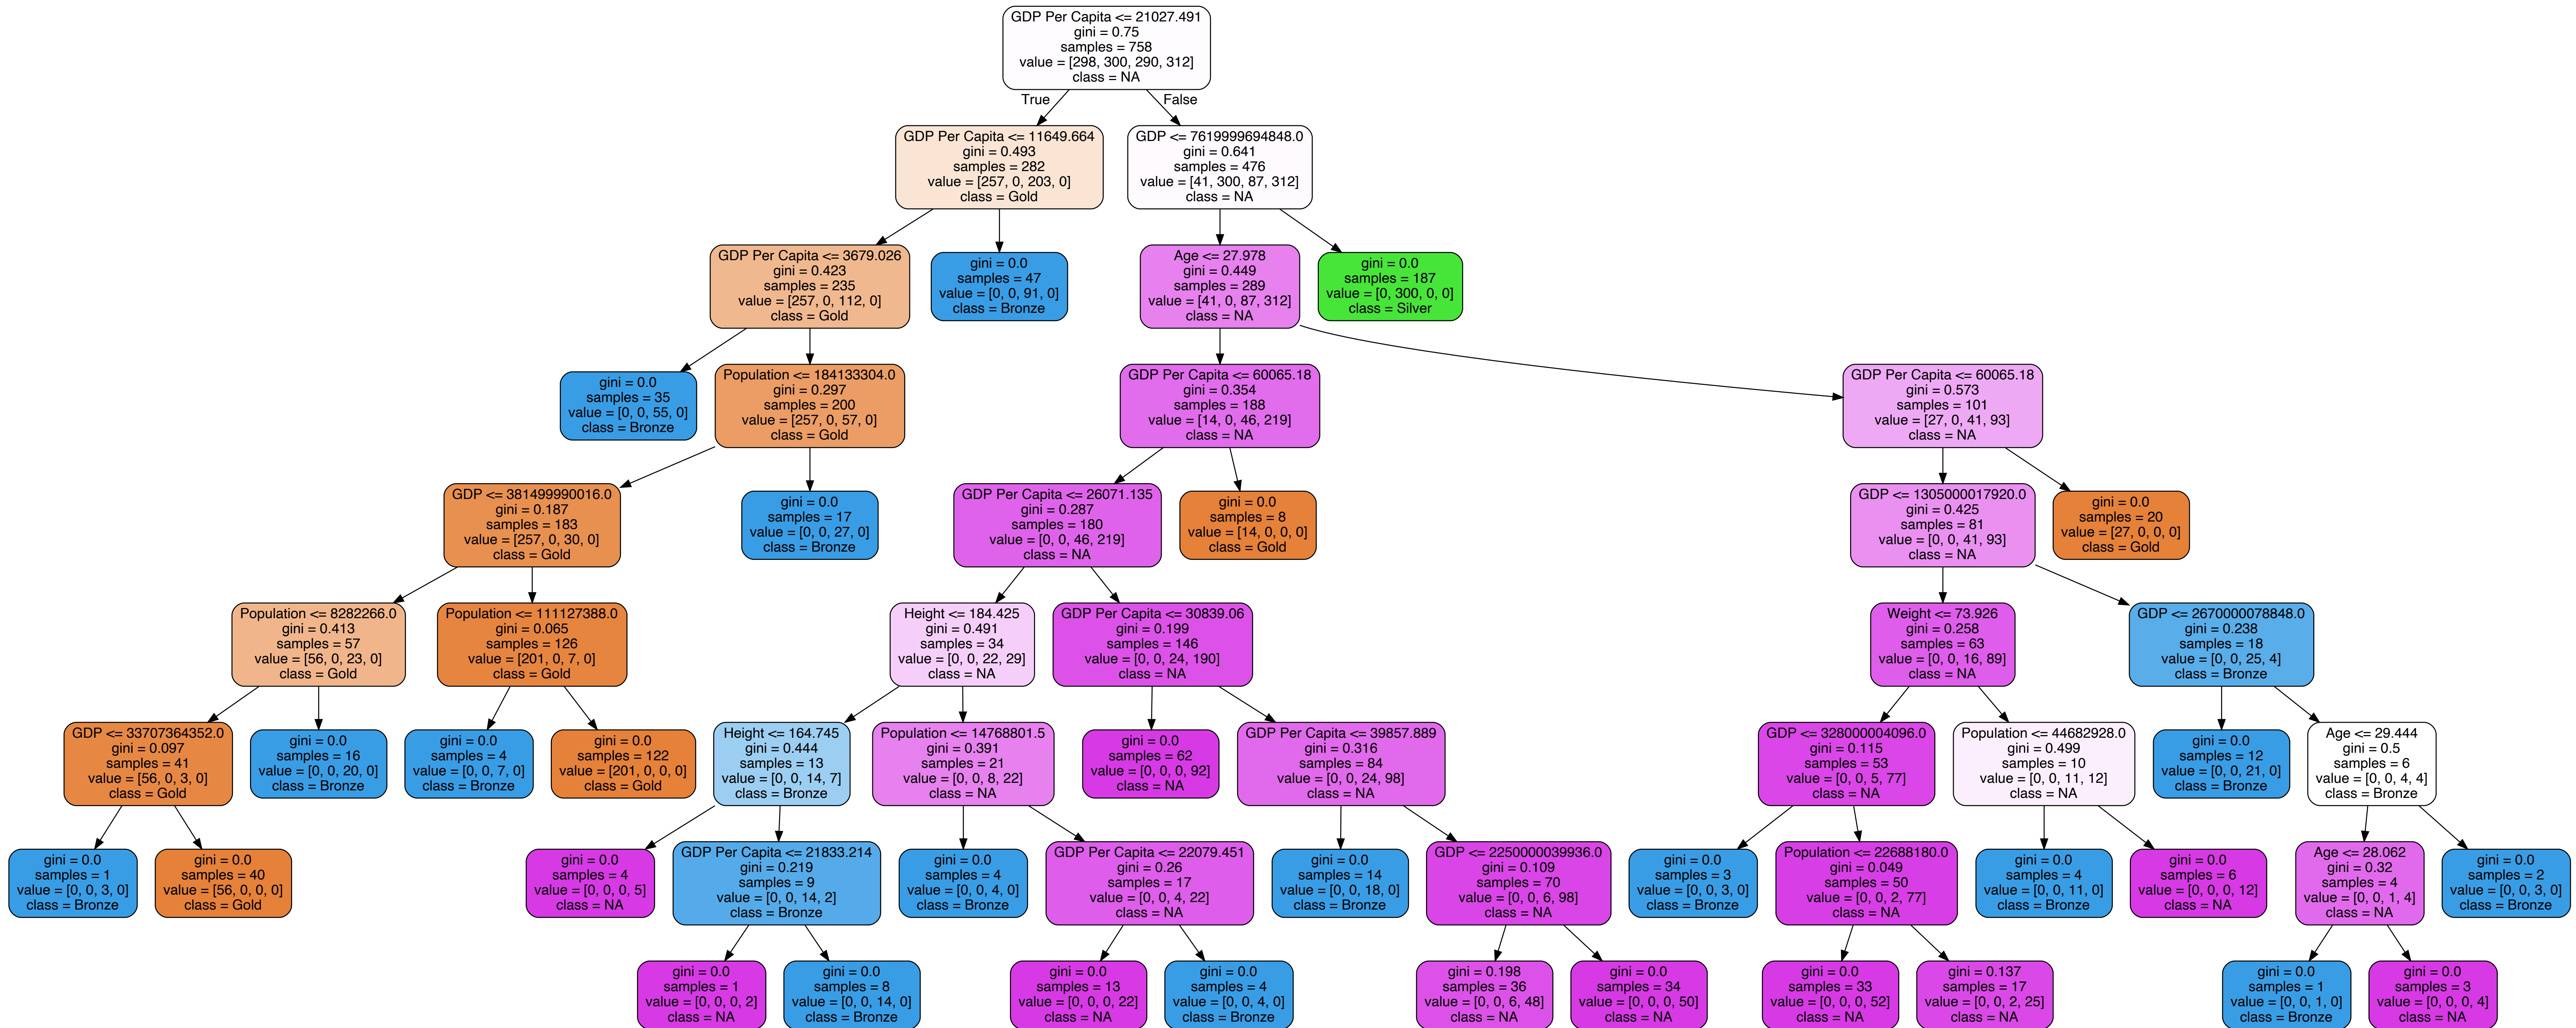 GDP Per Capita <= 21027.491
gini = 0.75
samples = 758
value = [298, 300, 290, 312]
class = NA
True
False
GDP Per Capita <= 11649.664
gini = 0.493
samples = 282
value = [257, 0, 203, 0]
class = Gold
GDP <= 7619999694848.0
gini = 0.641
samples = 476
value = [41, 300, 87, 312]
class = NA
GDP Per Capita <= 3679.026
gini = 0.423
samples = 235
value = [257, 0, 112, 0]
class = Gold
gini = 0.0
samples = 47
value = [0, 0, 91, 0]
class = Bronze
Age <= 27.978
gini = 0.449
samples = 289
value = [41, 0, 87, 312]
class = NA
gini = 0.0
samples = 187
value = [0, 300, 0, 0]
class = Silver
gini = 0.0
samples = 35
value = [0, 0, 55, 0]
class = Bronze
Population <= 184133304.0
gini = 0.297
samples = 200
value = [257, 0, 57, 0]
class = Gold
GDP Per Capita <= 60065.18
gini = 0.354
samples = 188
value = [14, 0, 46, 219]
class = NA
GDP Per Capita <= 60065.18
gini = 0.573
samples = 101
value = [27, 0, 41, 93]
class = NA
GDP <= 381499990016.0
gini = 0.187
samples = 183
value = [257, 0, 30, 0]
class = Gold
gini = 0.0
samples = 17
value = [0, 0, 27, 0]
class = Bronze
GDP Per Capita <= 26071.135
gini = 0.287
samples = 180
value = [0, 0, 46, 219]
class = NA
gini = 0.0
samples = 8
value = [14, 0, 0, 0]
class = Gold
GDP <= 1305000017920.0
gini = 0.425
samples = 81
value = [0, 0, 41, 93]
class = NA
gini = 0.0
samples = 20
value = [27, 0, 0, 0]
class = Gold
Population <= 8282266.0
gini = 0.413
samples = 57
value = [56, 0, 23, 0]
class = Gold
Population <= 111127388.0
gini = 0.065
samples = 126
value = [201, 0, 7, 0]
class = Gold
Height <= 184.425
gini = 0.491
samples = 34
value = [0, 0, 22, 29]
class = NA
GDP Per Capita <= 30839.06
gini = 0.199
samples = 146
value = [0, 0, 24, 190]
class = NA
Weight <= 73.926
gini = 0.258
samples = 63
value = [0, 0, 16, 89]
class = NA
GDP <= 2670000078848.0
gini = 0.238
samples = 18
value = [0, 0, 25, 4]
class = Bronze
GDP <= 33707364352.0
gini = 0.097
samples = 41
value = [56, 0, 3, 0]
class = Gold
gini = 0.0
samples = 16
value = [0, 0, 20, 0]
class = Bronze
gini = 0.0
samples = 4
value = [0, 0, 7, 0]
class = Bronze
gini = 0.0
samples = 122
value = [201, 0, 0, 0]
class = Gold
Height <= 164.745
gini = 0.444
samples = 13
value = [0, 0, 14, 7]
class = Bronze
Population <= 14768801.5
gini = 0.391
samples = 21
value = [0, 0, 8, 22]
class = NA
gini = 0.0
samples = 62
value = [0, 0, 0, 92]
class = NA
GDP Per Capita <= 39857.889
gini = 0.316
samples = 84
value = [0, 0, 24, 98]
class = NA
GDP <= 328000004096.0
gini = 0.115
samples = 53
value = [0, 0, 5, 77]
class = NA
Population <= 44682928.0
gini = 0.499
samples = 10
value = [0, 0, 11, 12]
class = NA
gini = 0.0
samples = 12
value = [0, 0, 21, 0]
class = Bronze
Age <= 29.444
gini = 0.5
samples = 6
value = [0, 0, 4, 4]
class = Bronze
gini = 0.0
samples = 1
value = [0, 0, 3, 0]
class = Bronze
gini = 0.0
samples = 40
value = [56, 0, 0, 0]
class = Gold
gini = 0.0
samples = 4
value = [0, 0, 0, 5]
class = NA
GDP Per Capita <= 21833.214
gini = 0.219
samples = 9
value = [0, 0, 14, 2]
class = Bronze
gini = 0.0
samples = 4
value = [0, 0, 4, 0]
class = Bronze
GDP Per Capita <= 22079.451
gini = 0.26
samples = 17
value = [0, 0, 4, 22]
class = NA
gini = 0.0
samples = 14
value = [0, 0, 18, 0]
class = Bronze
GDP <= 2250000039936.0
gini = 0.109
samples = 70
value = [0, 0, 6, 98]
class = NA
gini = 0.0
samples = 3
value = [0, 0, 3, 0]
class = Bronze
Population <= 22688180.0
gini = 0.049
samples = 50
value = [0, 0, 2, 77]
class = NA
gini = 0.0
samples = 4
value = [0, 0, 11, 0]
class = Bronze
gini = 0.0
samples = 6
value = [0, 0, 0, 12]
class = NA
Age <= 28.062
gini = 0.32
samples = 4
value = [0, 0, 1, 4]
class = NA
gini = 0.0
samples = 2
value = [0, 0, 3, 0]
class = Bronze
gini = 0.0
samples = 1
value = [0, 0, 0, 2]
class = NA
gini = 0.0
samples = 8
value = [0, 0, 14, 0]
class = Bronze
gini = 0.0
samples = 13
value = [0, 0, 0, 22]
class = NA
gini = 0.0
samples = 4
value = [0, 0, 4, 0]
class = Bronze
gini = 0.198
samples = 36
value = [0, 0, 6, 48]
class = NA
gini = 0.0
samples = 34
value = [0, 0, 0, 50]
class = NA
gini = 0.0
samples = 33
value = [0, 0, 0, 52]
class = NA
gini = 0.137
samples = 17
value = [0, 0, 2, 25]
class = NA
gini = 0.0
samples = 1
value = [0, 0, 1, 0]
class = Bronze
gini = 0.0
samples = 3
value = [0, 0, 0, 4]
class = NA